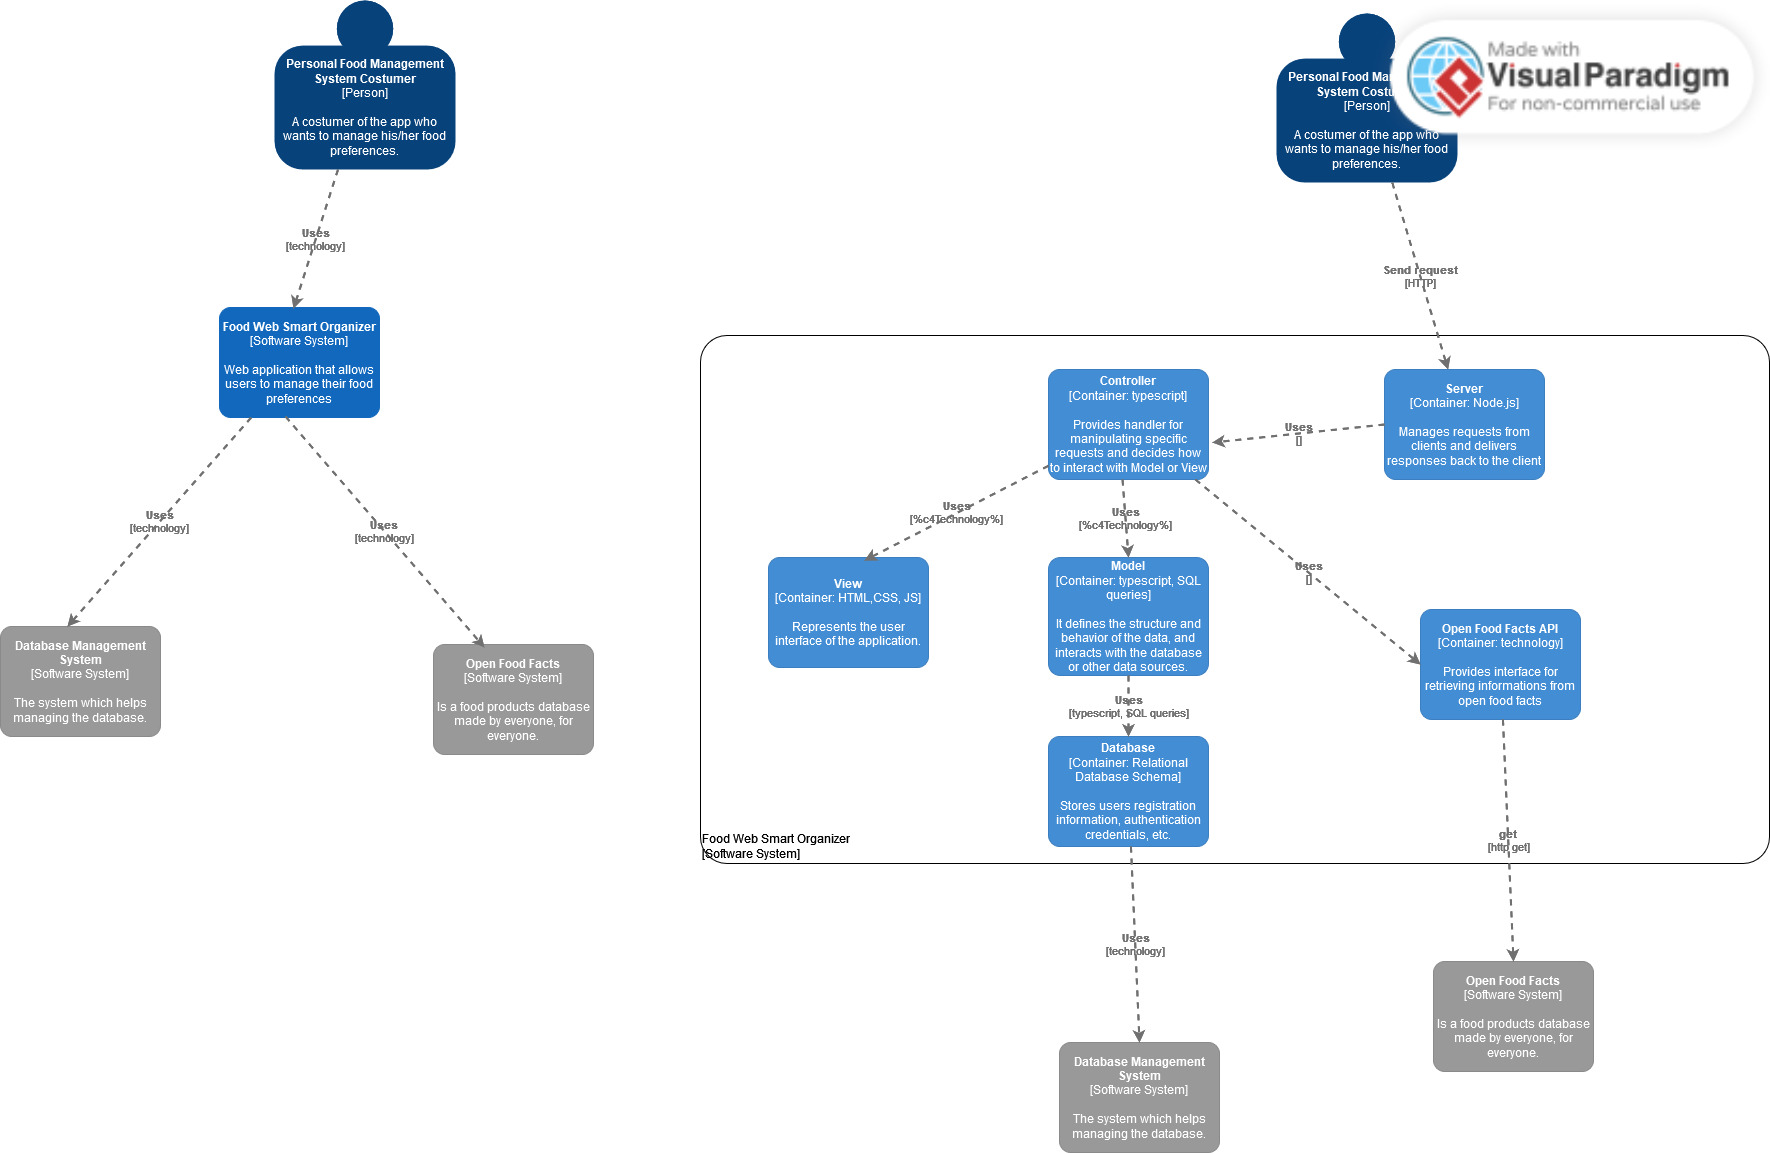 Personal Food Management
System Costumer
[Person]
A costumer of the app who
wants to manage his/her food
preferences.
Uses
[technology]
Food Web Smart Organizer
[Software System]
Web application that allows
users to manage their food
preferences
Uses
[technology]
Uses
[technology]
Database Management
System
[Software System]
The system which helps
managing the database.
Open Food Facts
[Software System]
Is a food products database
made by everyone, for
everyone.
Made with
Visual Paradigm
For non-commercial use
Personal Food
System
[Person]
A costumer of the app who
wants to manage his/her food
preferences.
Send request
[HTTP]
Controller
[Container: typescript]
Provides handler for
manipulating specific
requests and decides how
to interact with Model or View
Uses
[]
Server
[Container: Node.js]
Manages requests from
clients and delivers
responses back to the client
Uses
[%c4Technology%]
Uses
[%c4Technology%]
Uses
[]
View
[Container: HTML,CSS, JS]
Represents the user
interface of the application.
Model
[Container: typescript, SQL
queries]
It defines the structure and
behavior of the data, and
interacts with the database
or other data sources.
Open Food Facts API
[Container: technology]
Provides interface for
retrieving informations from
open food facts
Uses
[typescript, SQL queries]
Database
[Container: Relational
Database Schema]
Stores users registration
information, authentication
credentials, etc.
Food Web Smart Organizer
[Software System]
get
[http get]
Uses
[technology]
Open Food Facts
[Software System]
Is a food products database
made by everyone, for
everyone.
Database Management
System
[Software System]
The system which helps
managing the database.